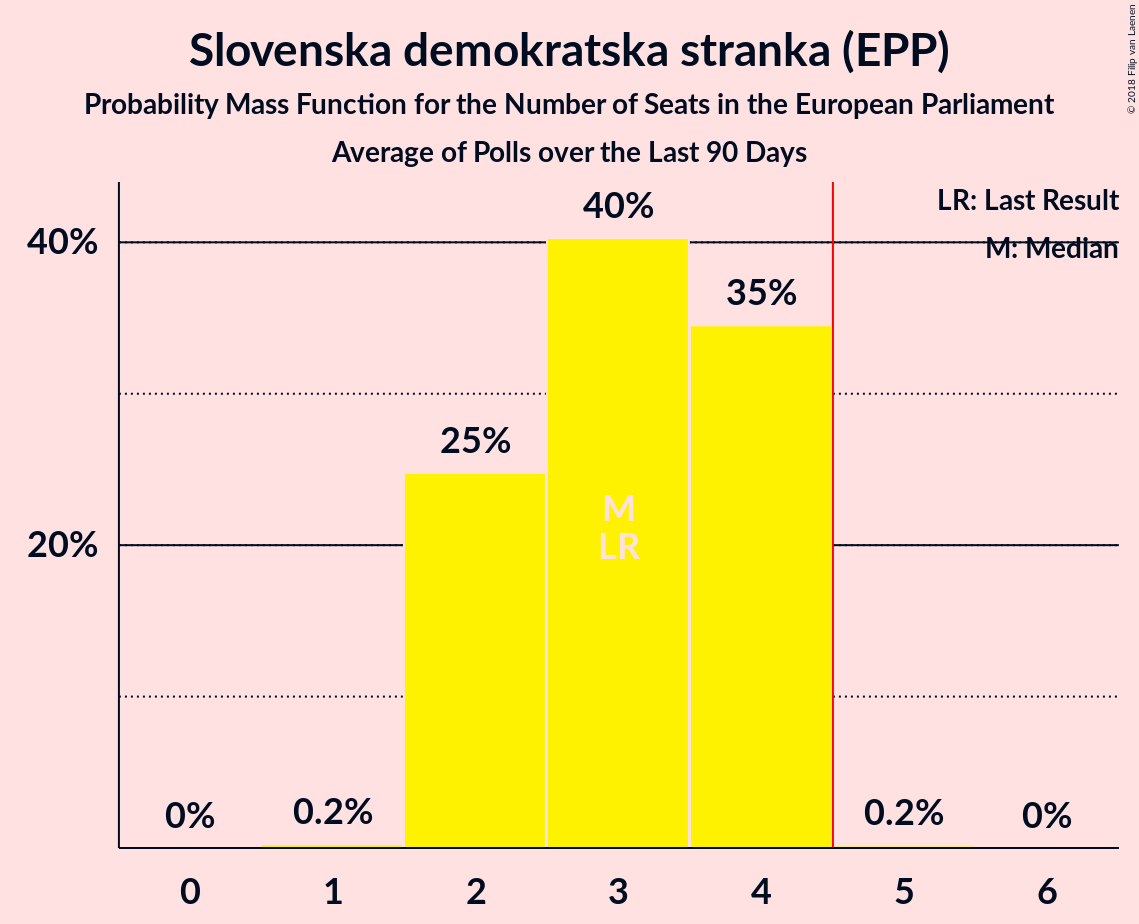 Slovenska demokratska stranka (EPP)
Probability Mass Function for the Number of Seats in the European Parliament
Average of Polls over the Last 90 Days
© 2018 Filip van Laenen
LR: Last Result
M: Median
40%
20%
0%
0.2%
25%
40%
35%
0.2%
0%
M
LR
0 1 2 3 4 5 6